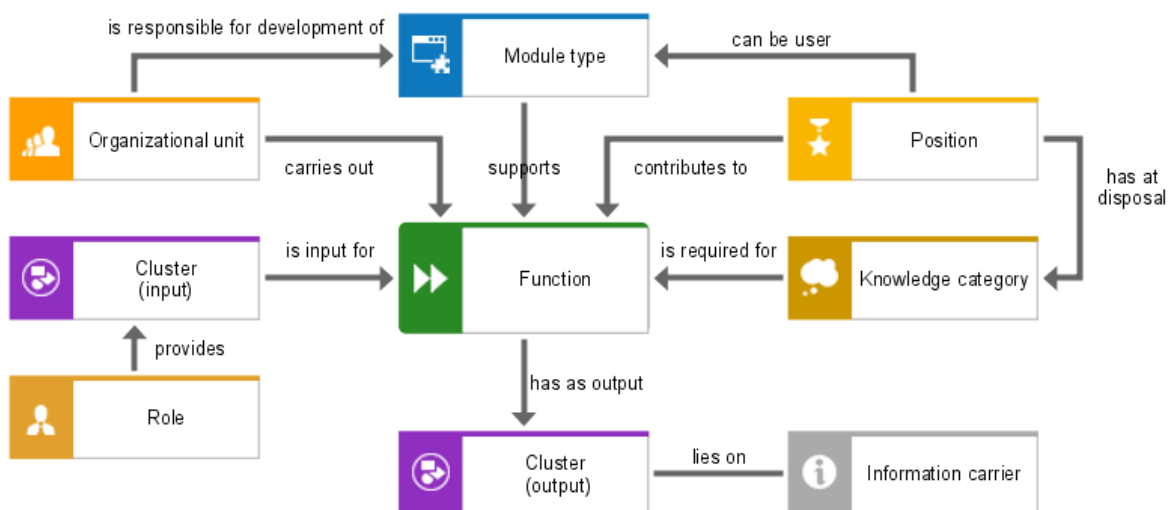 is responsible for development of
Module type
can be user
Organizational unit
Position
carries out
supports
contributes to
has at
disposal
Cluster
(input)
is input for
Function
is required for
Knowledge category
provides
Role
has as output
Cluster
(output)
lies on
Information carrier